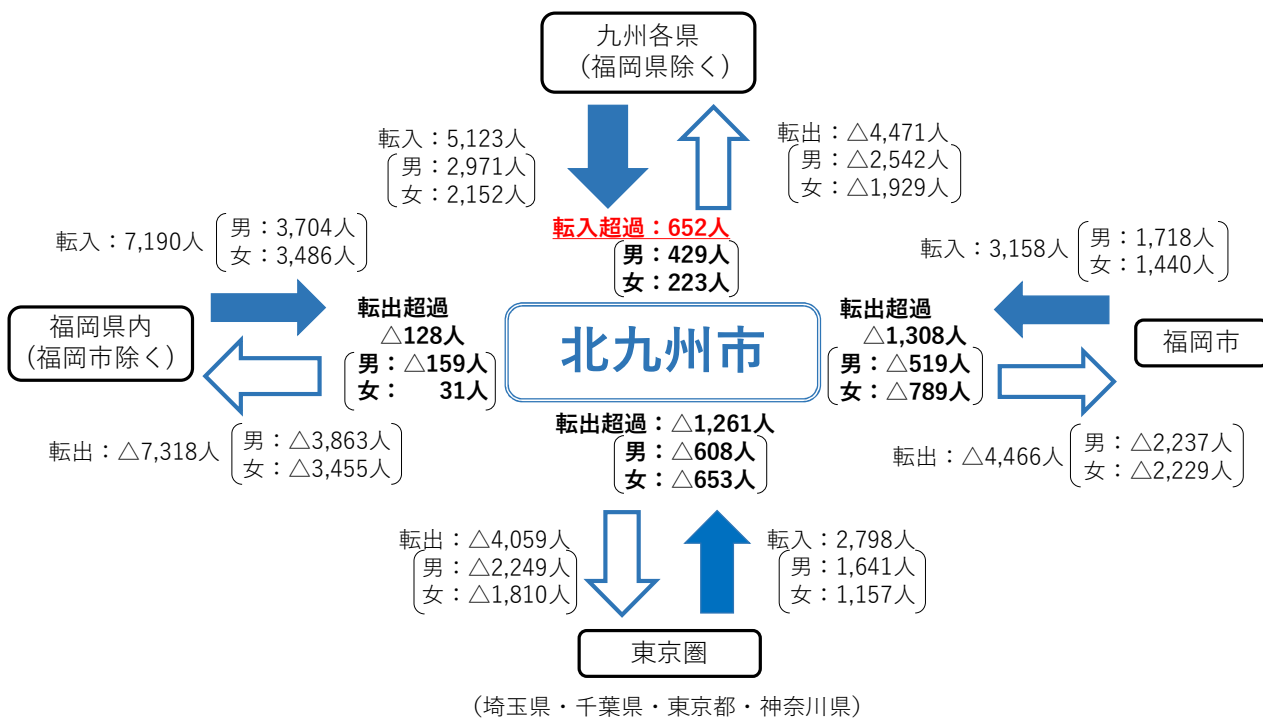 九州各県
（福岡県除く）
転入：5,123人
男：2,971人
女：2,152人
転出：△4,471人
男：△2,542人
女：△1,929人
転入超過：652人
男：429人
女：223人
転入：7,190人
男：3,704人
女：3,486人
転入：3,158人
男：1,718人
女：1,440人
福岡県内
（福岡市除く）
転出超過
△128人
男：△159人
女：　31人
北九州市
転出超過
△1,308人
男：△519人
女：△789人
福岡市
転出：△7,318人
男：△3,863人
女：△3,455人
転出超過：△1,261人
男：△608人
女：△653人
転出：△4,466人
男：△2,237人
女：△2,229人
転出：△4,059人
男：△2,249人
女：△1,810人
転入：2,798人
男：1,641人
女：1,157人
東京圏
（埼玉県・千葉県・東京都・神奈川県）